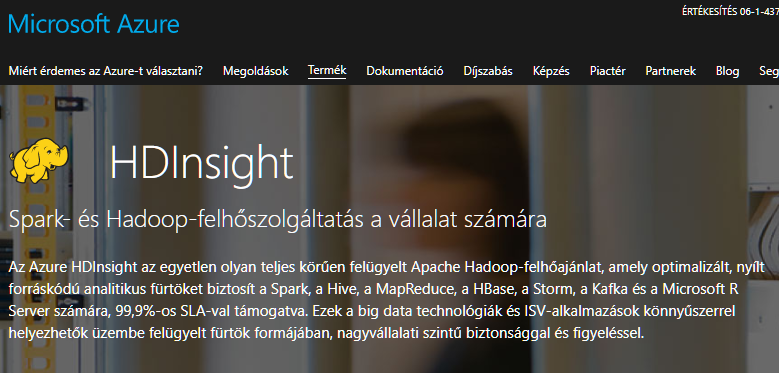 ÉRTÉKESÍTÉS 06-1-437
Microsoft Azure
Miért érdemes az Azure-t választani? Megoldások Termék Dokumentáció Díjszabás Képzés Piactér Partnerek Blog Seg
HDInsight
Spark- és Hadoop-felhőszolgáltatás a vállalat számára
Az Azure HDInsight az egyetlen olyan teljes körűen felügyelt Apache Hadoop-felhőajánlat, amely optimalizált, nyílt
forráskódú analitikus fürtöket biztosít a Spark, a Hive, a MapReduce, a HBase, a Storm, a Kafka és a Microsoft R
Server számára, 99,9%-os SLA-val támogatva. Ezek a big data technológiák és ISV-alkalmazások könnyűszerrel
helyezhetők üzembe felügyelt fürtök formájában, nagyvállalati szintű biztonsággal és figyeléssel.